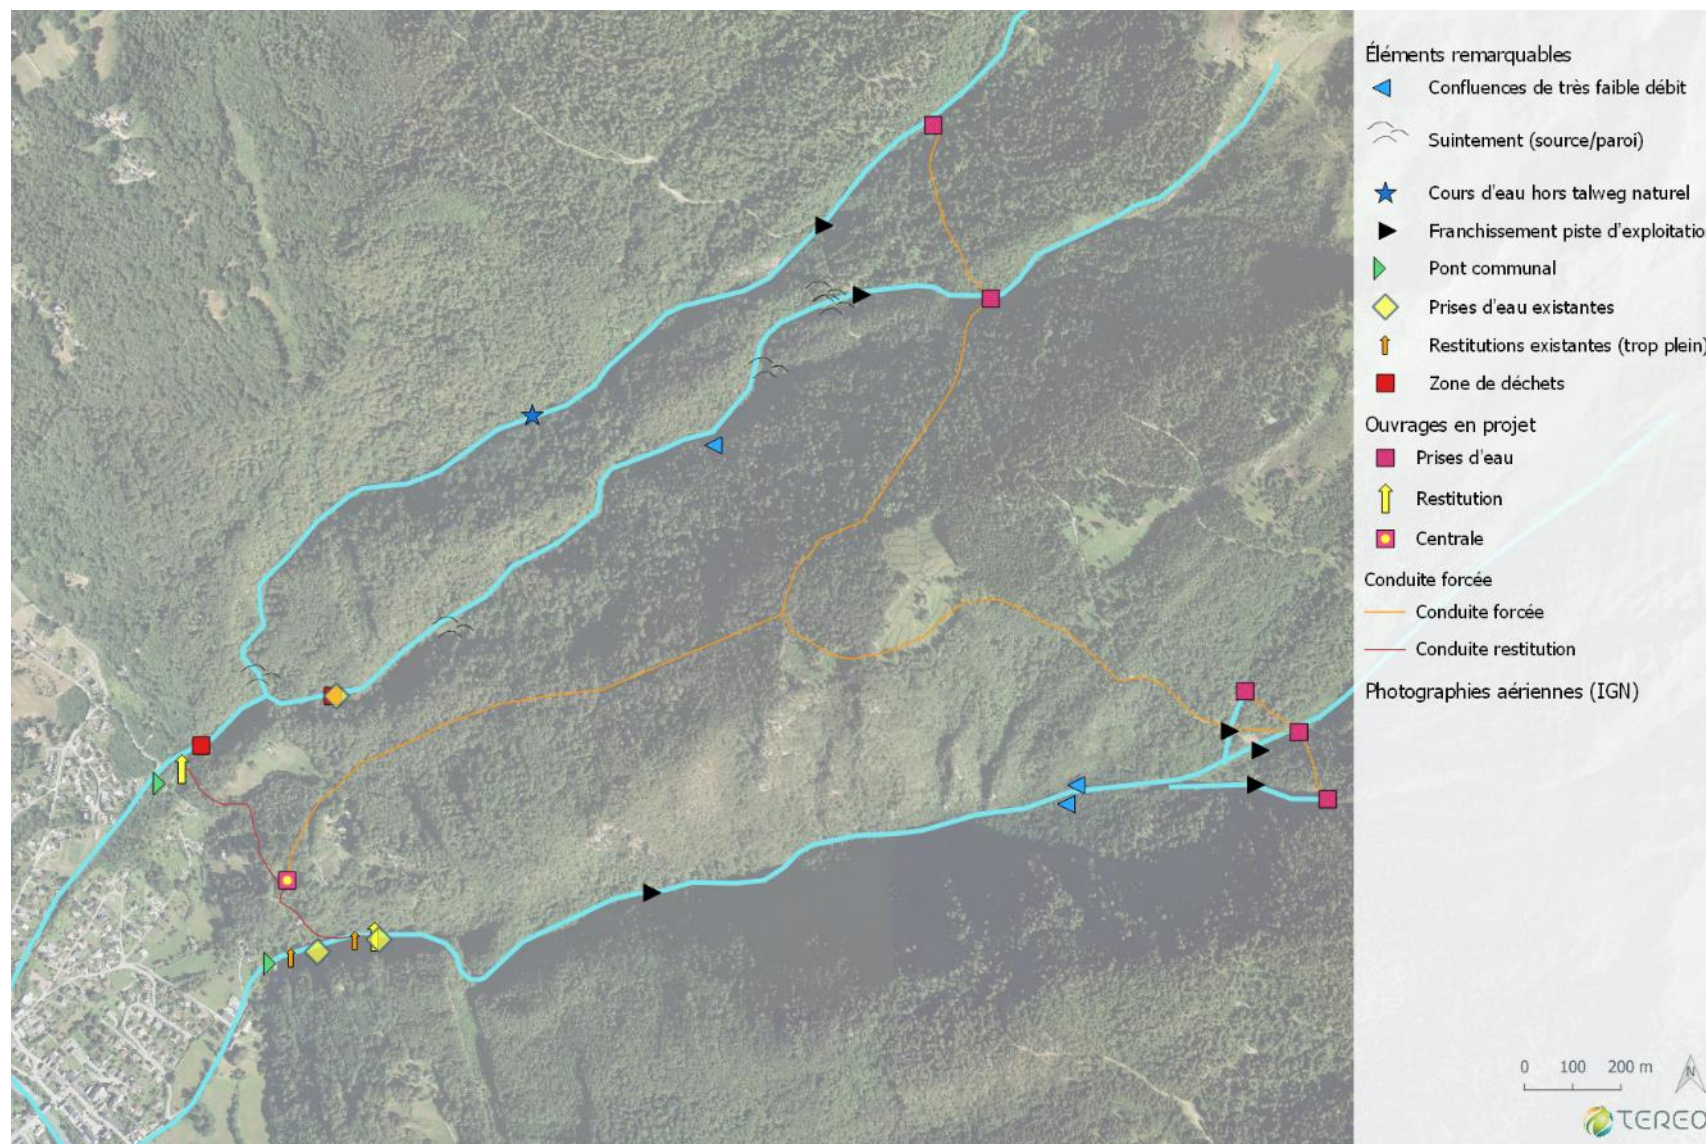 Éléments remarquables
Confluences de très faible débit
Suintement (source/paroi)
Cours d'eau hors talweg naturel
Franchissement piste d'exploitatio
Pont communal
Prises d'eau existantes
Restitutions existantes (trop plein)
Zone de déchets
Ouvrages en projet
Prises d'eau
Restitution
Centrale
Conduite forcée
Conduite forcée
Conduite restitution
Photographies aériennes (IGN)
0 100 200 m
N
TEREO